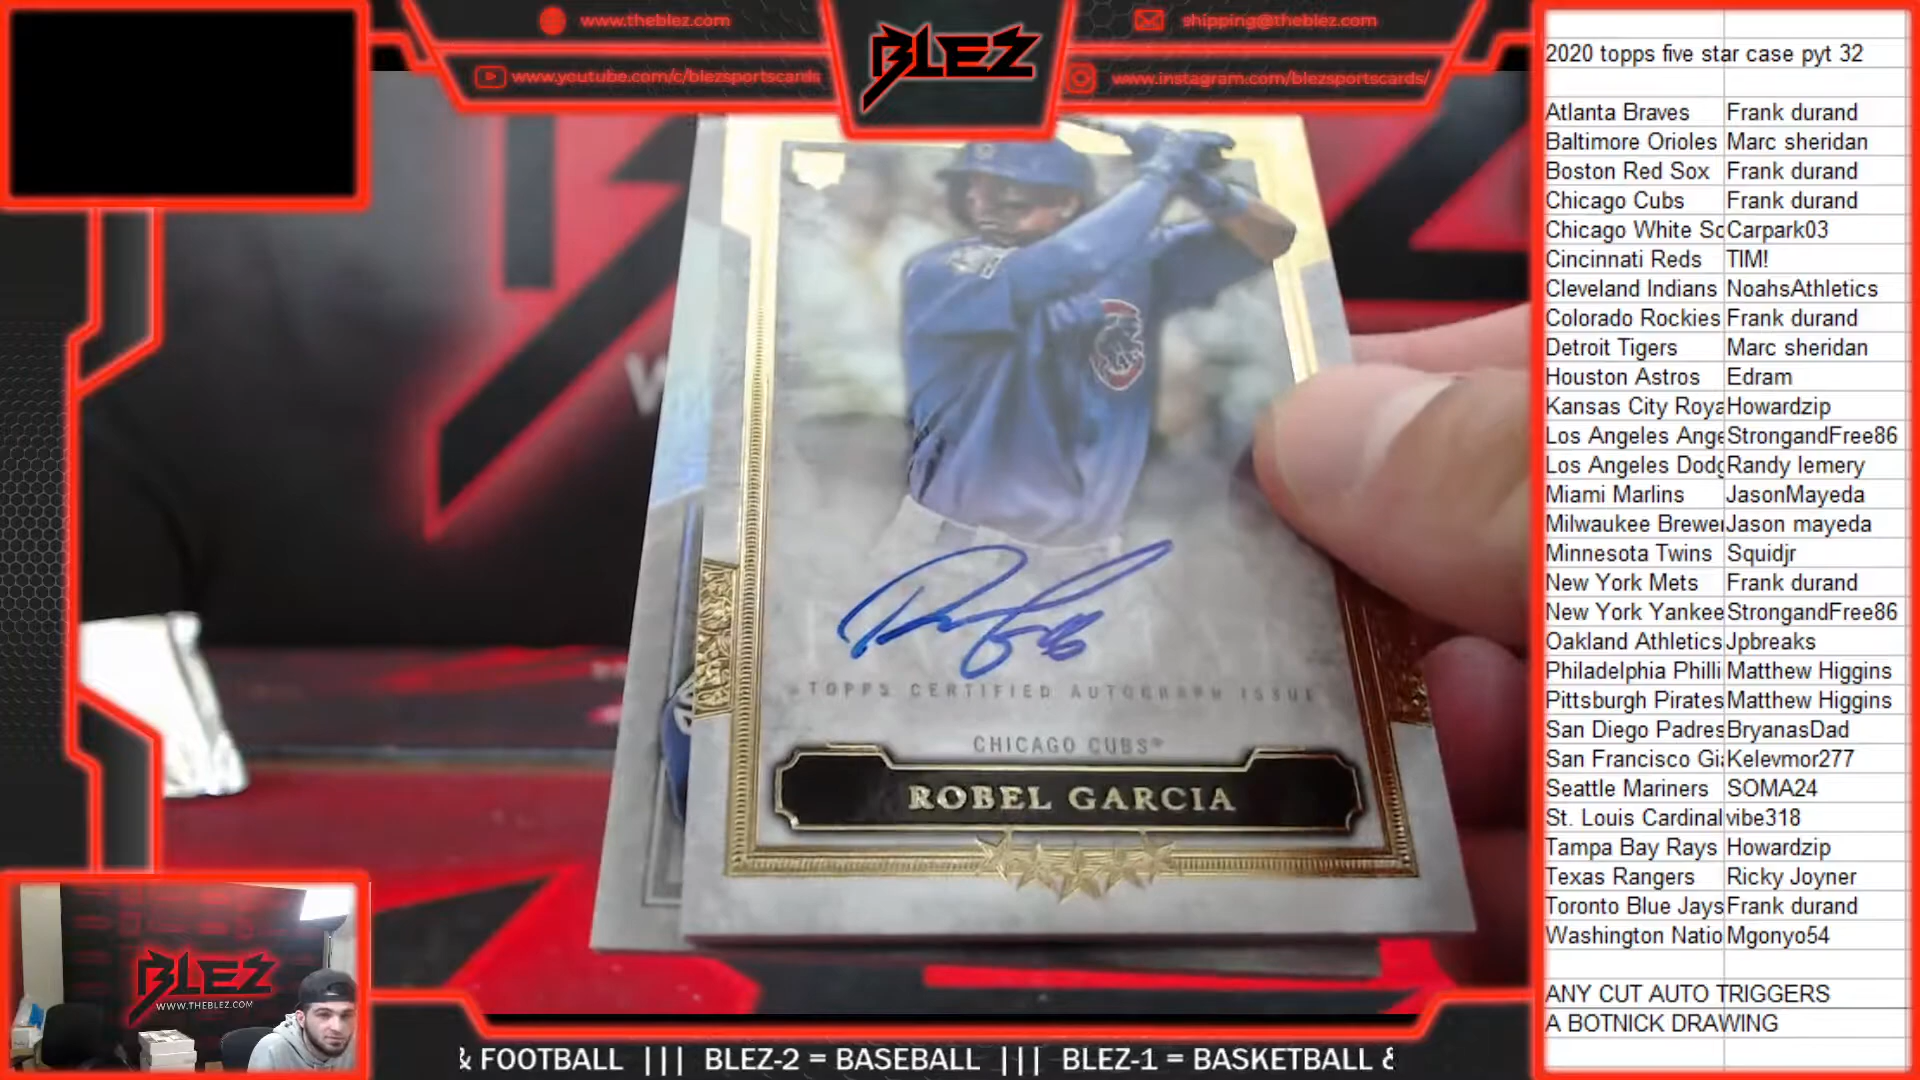 www.theblez.com
shipping@theblez.com
BLEZ
www.youtube.com/c/blezsportscards
www.instagram.com/blezsportscards/
TOPPS CERTIFIED AUTOGRAPH ISSUE
CHICAGO CUBS
ROBEL GARCIA
BLEZ
WWW.THEBLEZ.COM
& FOOTBALL ||| BLEZ-2 = BASEBALL ||| BLEZ-1 = BASKETBALL &
2020 topps five star case pyt 32
Atlanta Braves Frank durand
Baltimore Orioles Marc sheridan
Boston Red Sox Frank durand
Chicago Cubs Frank durand
Chicago White So Carpark03
Cincinnati Reds TIM!
Cleveland Indians NoahsAthletics
Colorado Rockies Frank durand
Detroit Tigers Marc sheridan
Houston Astros Edram
Kansas City Roya Howardzip
Los Angeles Ange StrongandFree86
Los Angeles Dodg Randy lemery
Miami Marlins JasonMayeda
Milwaukee Brewer Jason mayeda
Minnesota Twins Squidjr
New York Mets Frank durand
New York Yankee StrongandFree86
Oakland Athletics Jpbreaks
Philadelphia Philli Matthew Higgins
Pittsburgh Pirates Matthew Higgins
San Diego Padres BryanasDad
San Francisco Gia Kelevmor277
Seattle Mariners SOMA24
St. Louis Cardinal vibe318
Tampa Bay Rays Howardzip
Texas Rangers Ricky Joyner
Toronto Blue Jays Frank durand
Washington Natio Mgonyo54
ANY CUT AUTO TRIGGERS
A BOTNICK DRAWING